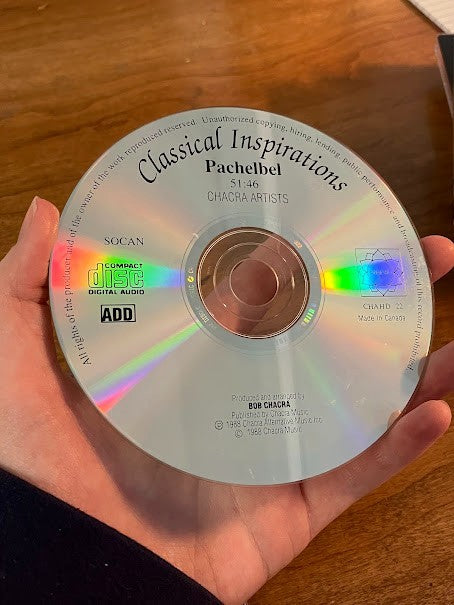 All rights of the producer and of the owner of the work reproduced reserved. Unauthorized copying, hiring, lending, public performance and broadcasting of this record prohibited.
Classical Inspirations
Pachelbel
51:46
CHACRA ARTISTS
SOCAN
COMPACT
disc
DIGITAL AUDIO
ADD
CHAHD 22
Made in Canada
Produced and arranged by
BOB CHACRA
Published by Chacra Music
Ⓟ 1988 Chacra Alternative Music Inc.
© 1988 Chacra Music